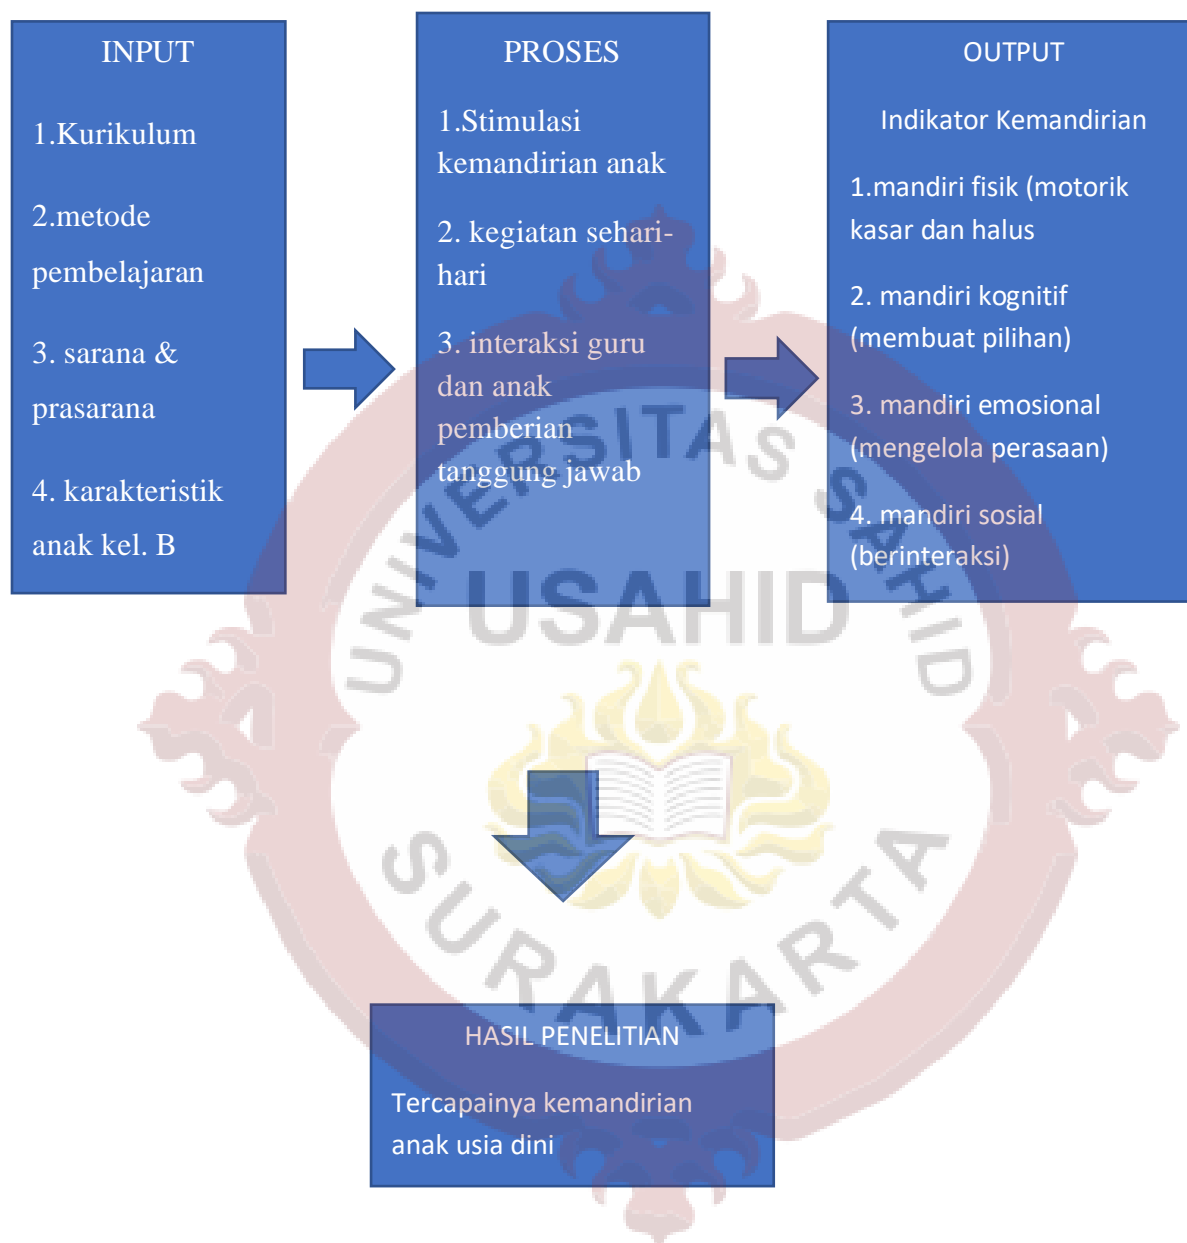 INPUT
1.Kurikulum
2.metode
pembelajaran
3. sarana &
prasarana
4. karakteristik
anak kel. B
PROSES
1.Stimulasi
kemandirian anak
2. kegiatan sehari-
hari
3. interaksi guru
dan anak
pemberian
tanggung jawab
OUTPUT
Indikator Kemandirian
1.mandiri fisik (motorik
kasar dan halus
2. mandiri kognitif
(membuat pilihan)
3. mandiri emosional
(mengelola perasaan)
4. mandiri sosial
(berinteraksi)
UNIVERSITAS SAHID
USAHID
SURAKARTA
HASIL PENELITIAN
Tercapainya kemandirian
anak usia dini